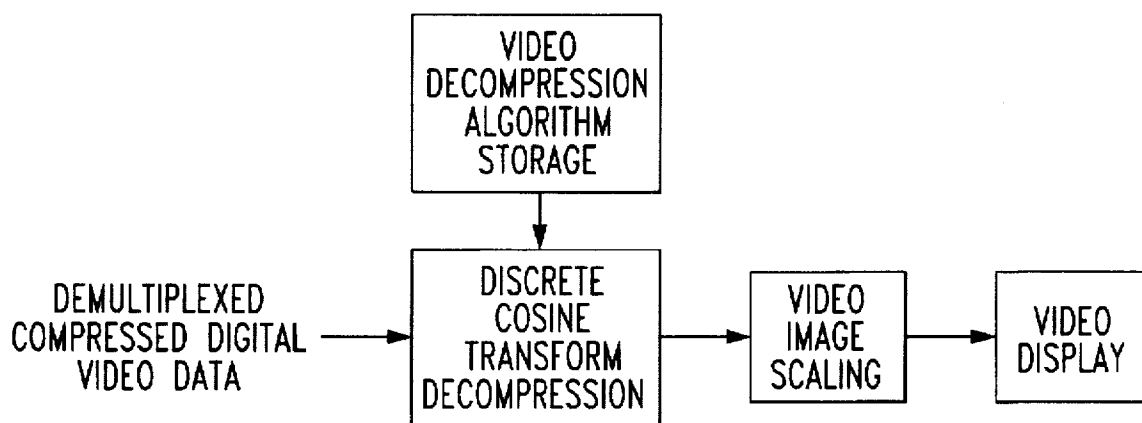 VIDEO
DECOMPRESSION
ALGORITHM
STORAGE
DEMULTIPLEXED
COMPRESSED DIGITAL
VIDEO DATA
DISCRETE
COSINE
TRANSFORM
DECOMPRESSION
VIDEO
IMAGE
SCALING
VIDEO
DISPLAY